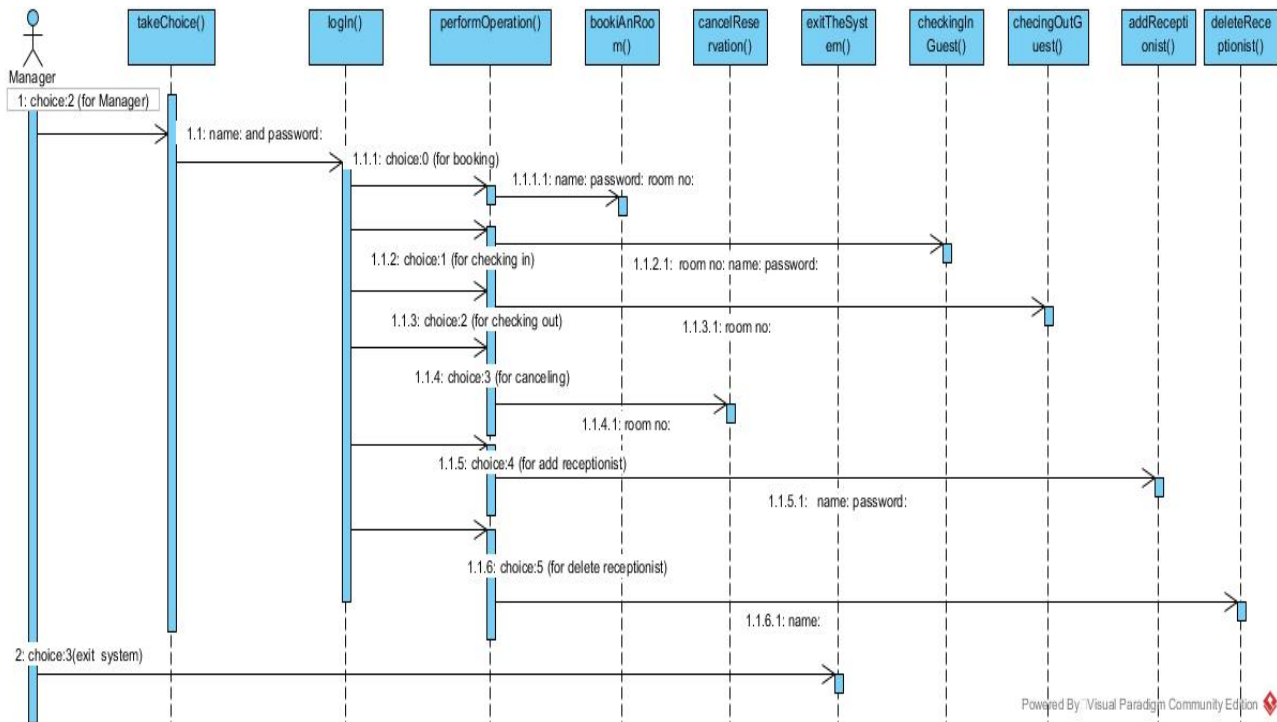 takeChoice()
logIn()
performOperation()
bookiAnRoo
m()
cancelRese
rvation()
exitTheSyst
em()
checkingIn
Guest()
checingOutG
uest()
addRecepti
onist()
deleteRece
ptionist()
Manager
1: choice:2 (for Manager)
1.1: name: and password:
1.1.1: choice:0 (for booking)
1.1.1.1: name: password: room no:
1.1.2: choice:1 (for checking in)
1.1.2.1: room no: name: password:
1.1.3: choice:2 (for checking out)
1.1.3.1: room no:
1.1.4: choice:3 (for canceling)
1.1.4.1: room no:
1.1.5: choice:4 (for add receptionist)
1.1.5.1: name: password:
1.1.6: choice:5 (for delete receptionist)
1.1.6.1: name:
2: choice:3(exit system)
Powered By Visual Paradigm Community Edition